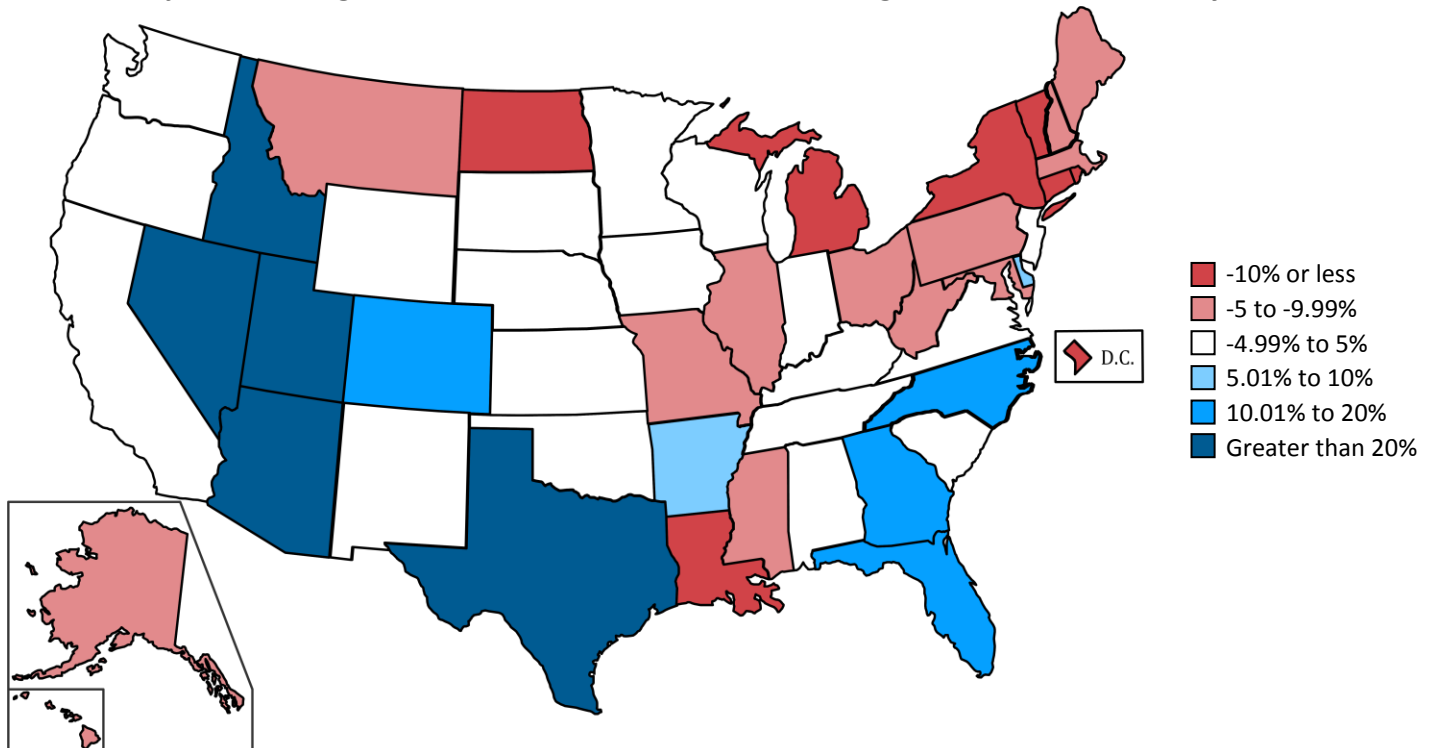 D.C.
-10% or less
-5 to -9.99%
-4.99% to 5%
5.01% to 10%
10.01% to 20%
Greater than 20%